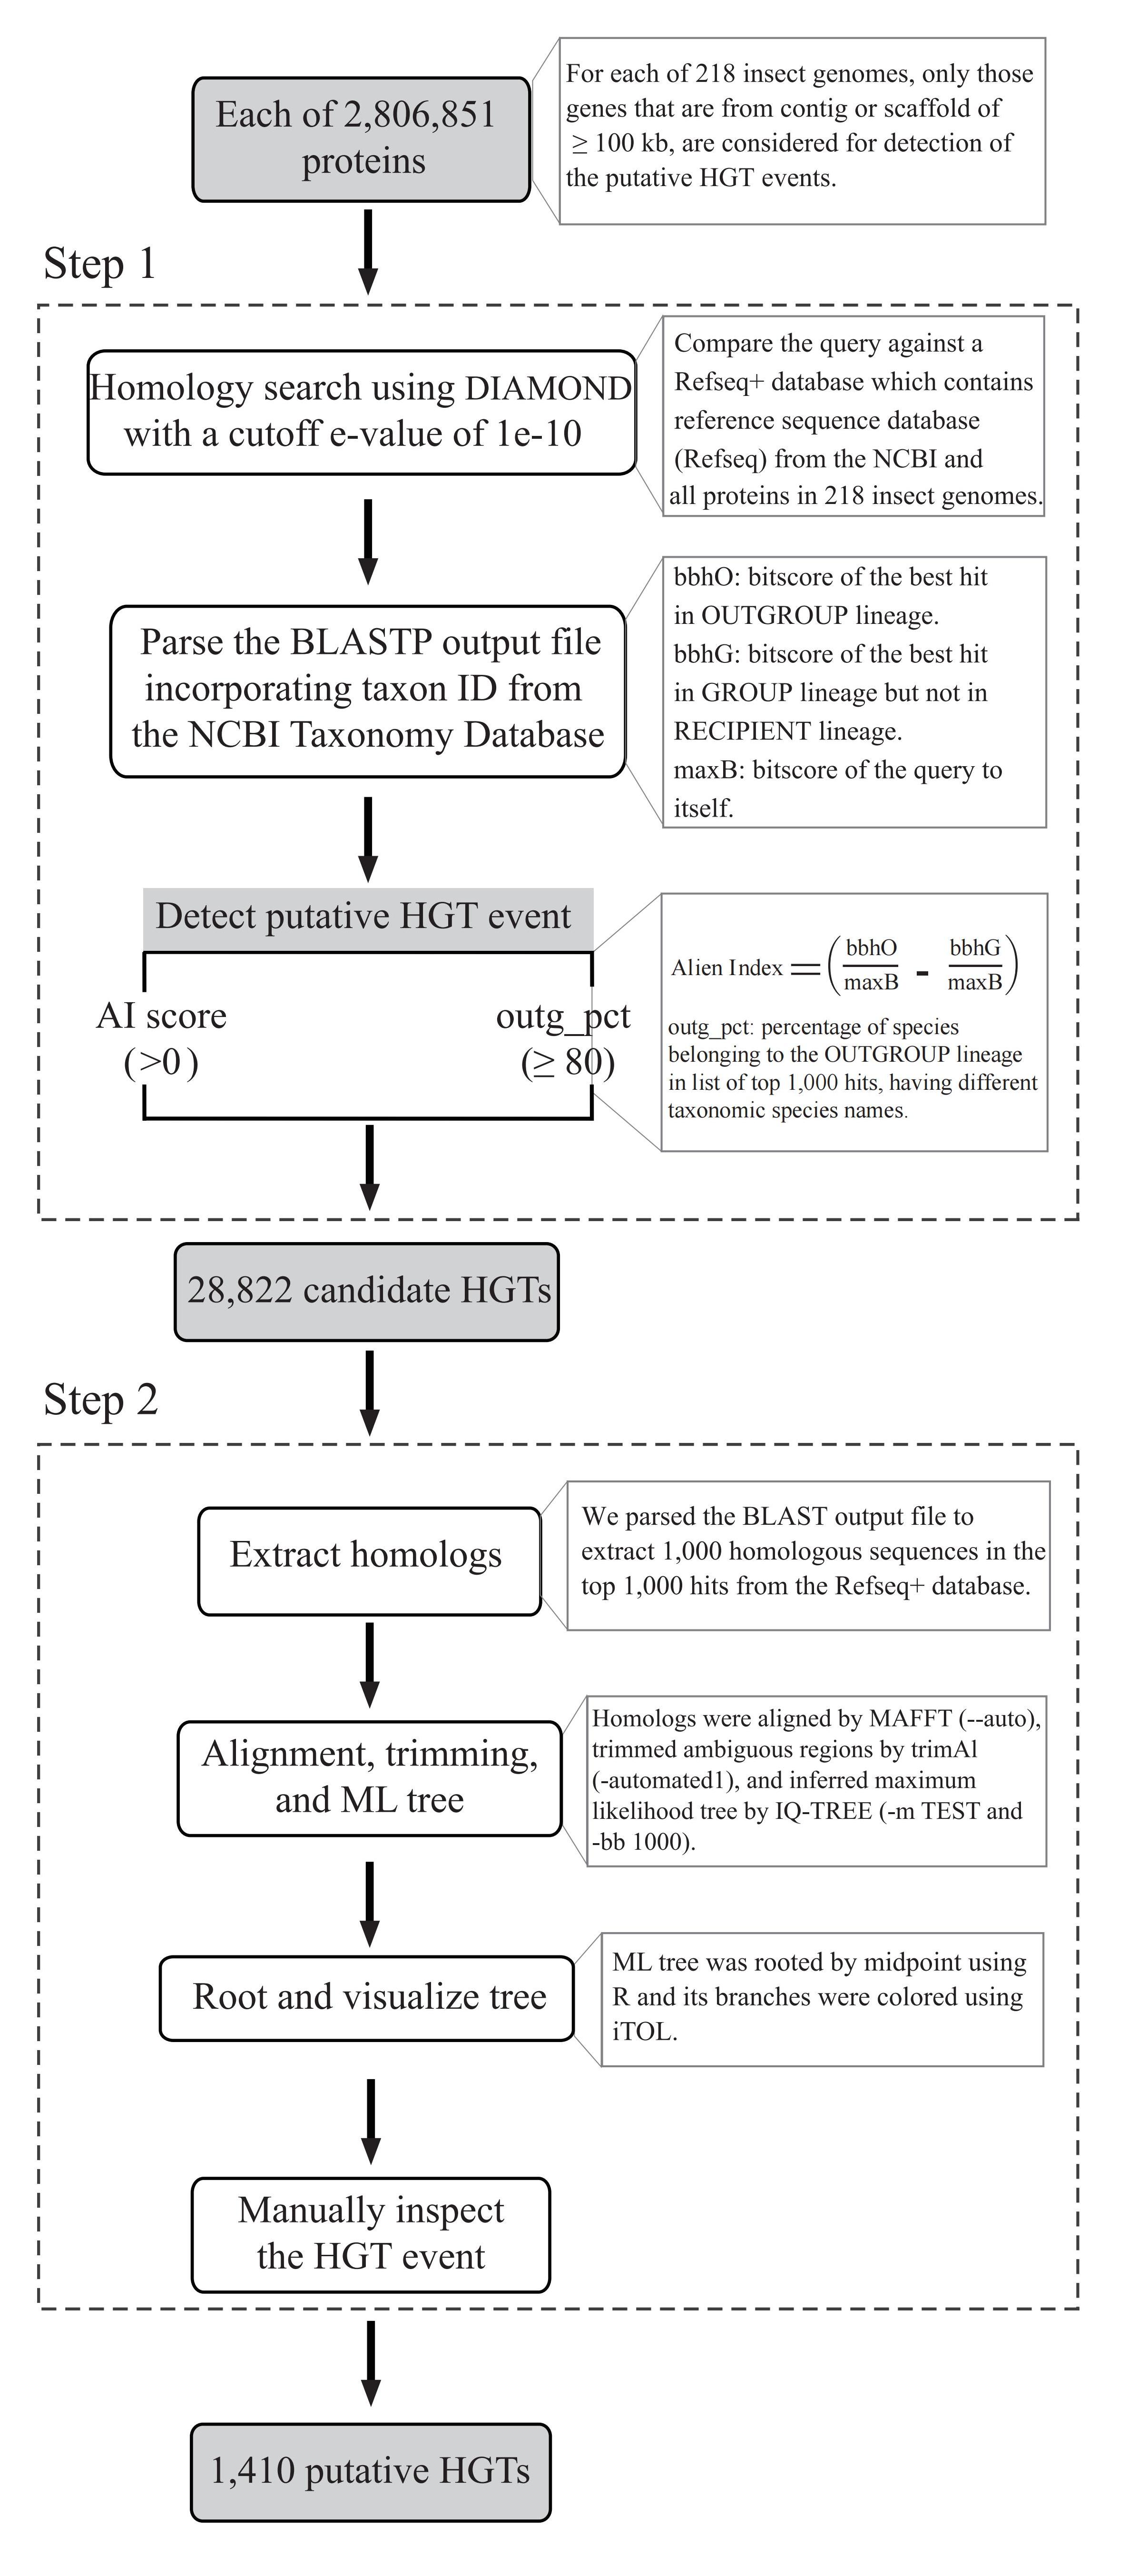 Each of 2,806,851
proteins
For each of 218 insect genomes, only those
genes that are from contig or scaffold of
≥ 100 kb, are considered for detection of
the putative HGT events.
Step 1
Homology search using DIAMOND
with a cutoff e-value of 1e-10
Compare the query against a
Refseq+ database which contains
reference sequence database
(Refseq) from the NCBI and
all proteins in 218 insect genomes.
Parse the BLASTP output file
incorporating taxon ID from
the NCBI Taxonomy Database
bbhO: bitscore of the best hit
in OUTGROUP lineage.
bbhG: bitscore of the best hit
in GROUP lineage but not in
RECIPIENT lineage.
maxB: bitscore of the query to
itself.
Detect putative HGT event
AI score
(>0)
outg_pct
(≥ 80)
Alien Index = (bbhO/maxB - bbhG/maxB)
outg_pct: percentage of species
belonging to the OUTGROUP lineage
in list of top 1,000 hits, having different
taxonomic species names.
28,822 candidate HGTs
Step 2
Extract homologs
We parsed the BLAST output file to
extract 1,000 homologous sequences in the
top 1,000 hits from the Refseq+ database.
Alignment, trimming,
and ML tree
Homologs were aligned by MAFFT (--auto),
trimmed ambiguous regions by trimAl
(-automated1), and inferred maximum
likelihood tree by IQ-TREE (-m TEST and
-bb 1000).
Root and visualize tree
ML tree was rooted by midpoint using
R and its branches were colored using
iTOL.
Manually inspect
the HGT event
1,410 putative HGTs